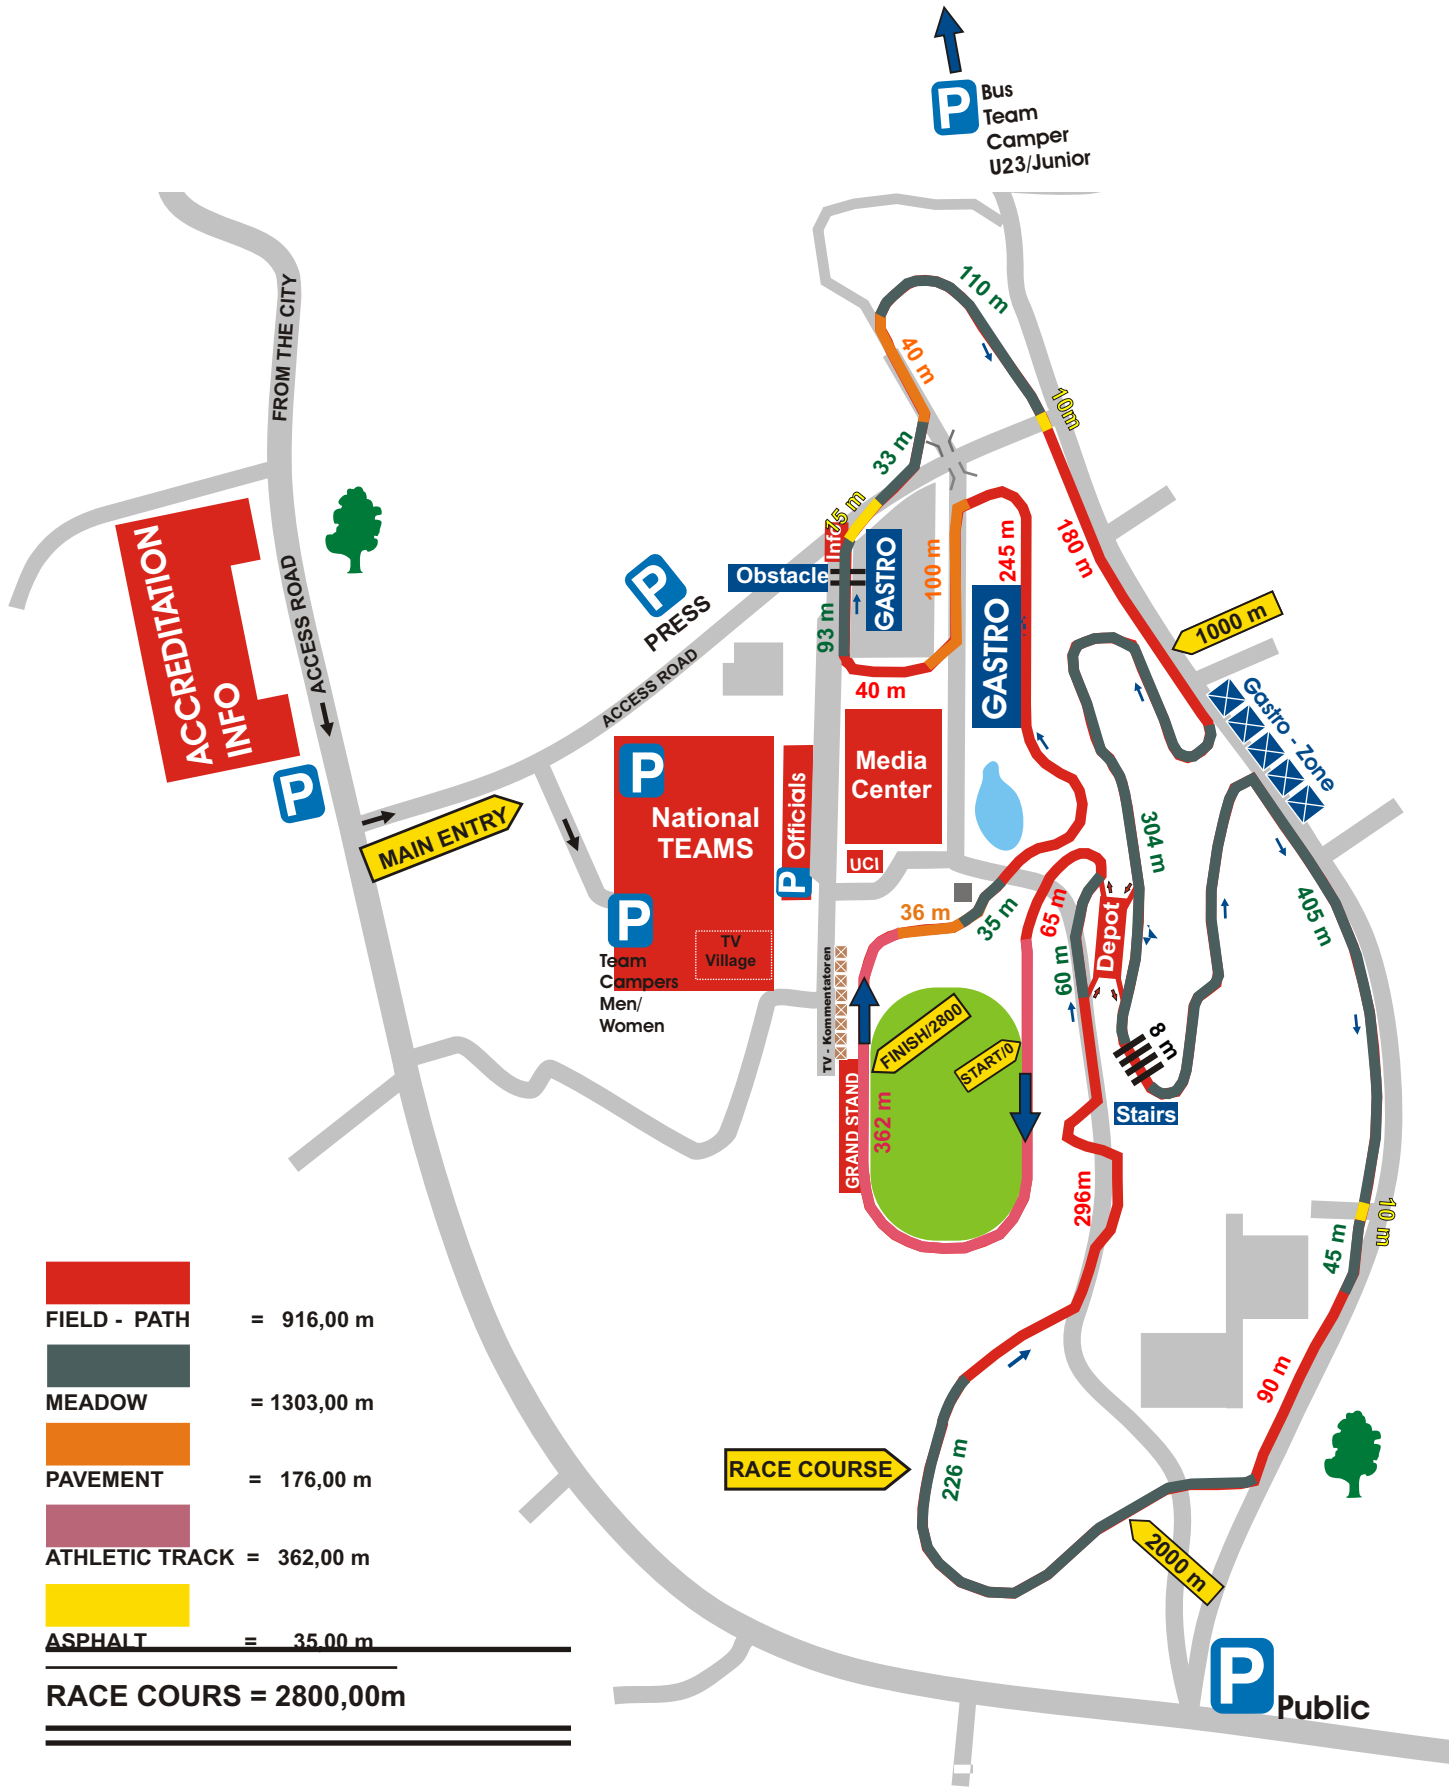 P
Bus
Team
Camper
U23/Junior
110 m
FROM THE CITY
40 m
10m
33 m
15 m
Info
180 m
245 m
100 m
GASTRO
Obstacle
ACCREDITATION
INFO
ACCESS ROAD
P
PRESS
93 m
GASTRO
1000 m
40 m
ACCESS ROAD
Gastro - Zone
Media
Center
P
National
TEAMS
Officials
P
P
MAIN ENTRY
UCI
304 m
405 m
36 m
35 m
65 m
Depot
60 m
P
TV
Village
Team
Campers
Men/
Women
TV - Kommentatoren
FINISH/2800
START/0
8 m
Stairs
GRAND STAND
362 m
296m
10 m
45 m
90 m
226 m
RACE COURSE
2000 m
FIELD - PATH = 916,00 m
MEADOW = 1303,00 m
PAVEMENT = 176,00 m
ATHLETIC TRACK = 362,00 m
ASPHALT = 35,00 m
RACE COURS = 2800,00m
P
Public